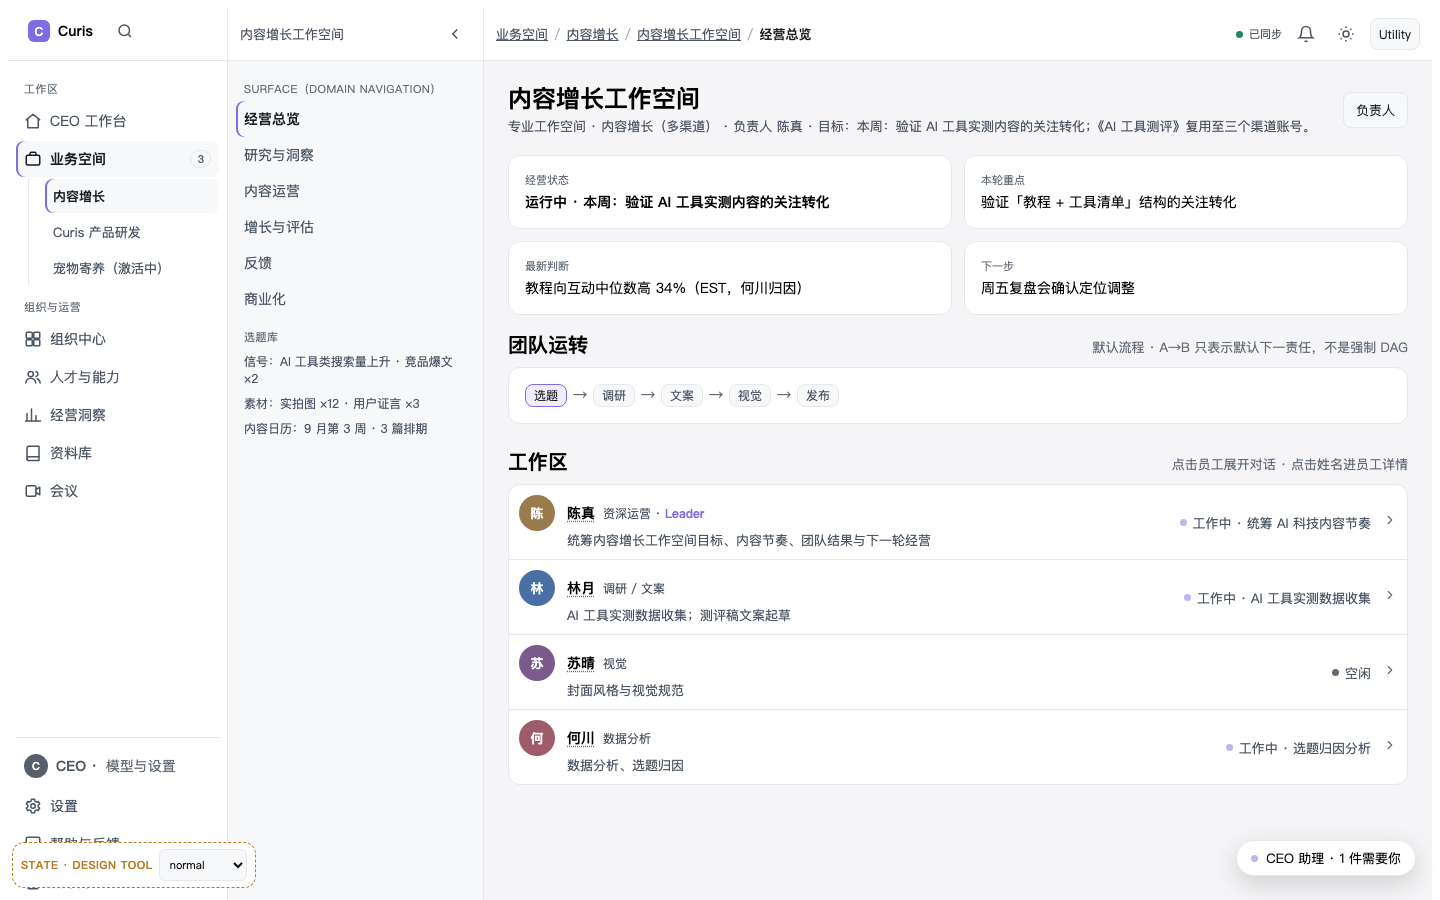 C Curis
工作区
CEO 工作台
业务空间 3
内容增长
Curis 产品研发
宠物寄养（激活中）
组织与运营
组织中心
人才与能力
经营洞察
资料库
会议
C CEO · 模型与设置
设置
帮助与反馈
STATE · DESIGN TOOL normal
内容增长工作空间
SURFACE（DOMAIN NAVIGATION）
经营总览
研究与洞察
内容运营
增长与评估
反馈
商业化
选题库
信号：AI 工具类搜索量上升 · 竞品爆文
×2
素材：实拍图 ×12 · 用户证言 ×3
内容日历：9 月第 3 周 · 3 篇排期
业务空间 / 内容增长 / 内容增长工作空间 / 经营总览
已同步
Utility
内容增长工作空间
专业工作空间 · 内容增长（多渠道） · 负责人 陈真 · 目标：本周：验证 AI 工具实测内容的关注转化；《AI 工具测评》复用至三个渠道账号。
负责人
经营状态
运行中 · 本周：验证 AI 工具实测内容的关注转化
本轮重点
验证「教程 + 工具清单」结构的关注转化
最新判断
教程向互动中位数高 34%（EST，何川归因）
下一步
周五复盘会确认定位调整
团队运转
默认流程 · A→B 只表示默认下一责任，不是强制 DAG
选题 → 调研 → 文案 → 视觉 → 发布
工作区
点击员工展开对话 · 点击姓名进员工详情
陈 陈真 资深运营 · Leader
统筹内容增长工作空间目标、内容节奏、团队结果与下一轮经营
工作中 · 统筹 AI 科技内容节奏
林 林月 调研 / 文案
AI 工具实测数据收集；测评稿文案起草
工作中 · AI 工具实测数据收集
苏 苏晴 视觉
封面风格与视觉规范
空闲
何 何川 数据分析
数据分析、选题归因
工作中 · 选题归因分析
CEO 助理 · 1 件需要你